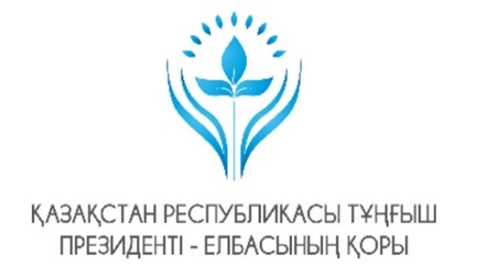 ҚАЗАҚСТАН РЕСПУБЛИКАСЫ ТҰҢҒЫШ
ПРЕЗИДЕНТІ - ЕЛБАСЫНЫҢ ҚОРЫ